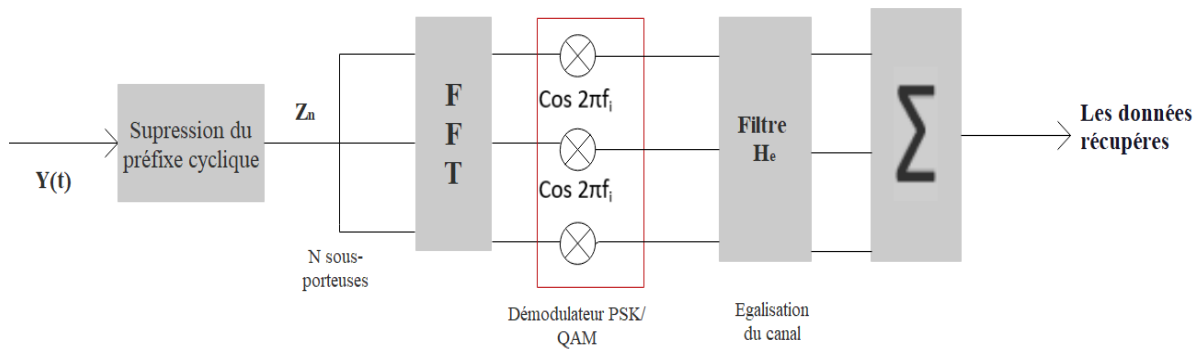 Y(t)
Supression du
préfixe cyclique
Zn
N sous-
porteuses
F
F
T
Cos 2πfi
Cos 2πfi
Démodulateur PSK/
QAM
Filtre
He
Egalisation
du canal
Σ
Les données
récupéres